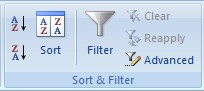 A
Z
A Z
Z A
Z
A
Sort
Filter
Clear
Reapply
Advanced
Sort & Filter